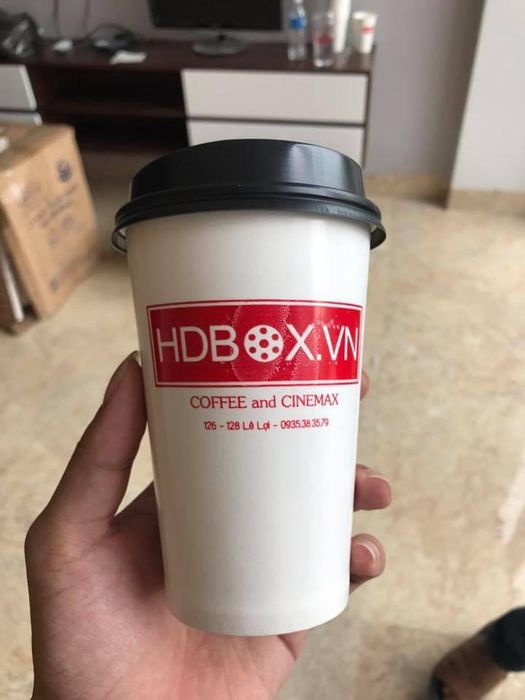 HDBOX.VN
COFFEE and CINEMAX
126 - 128 Lê Lợi - 0935.38.35.79